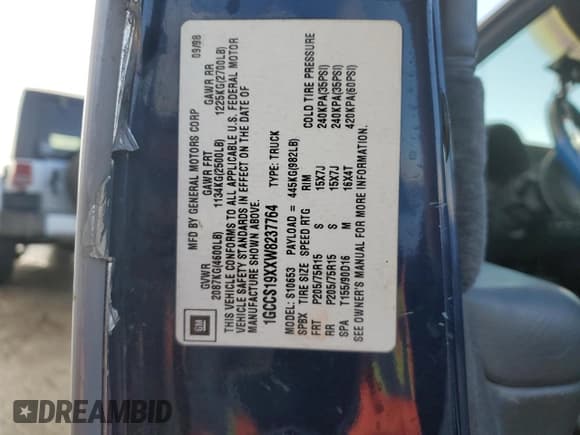 MFD BY GENERAL MOTORS CORP 09/98
GVWR GAWR FRT GAWR RR
2087KG(4600LB) 1134KG(2500LB) 1225KG(2700LB)
THIS VEHICLE CONFORMS TO ALL APPLICABLE U.S. FEDERAL MOTOR
VEHICLE SAFETY STANDARDS IN EFFECT ON THE DATE OF
MANUFACTURE SHOWN ABOVE.
1GCCS19XXW8237764 TYPE: TRUCK
MODEL: S10653 PAYLOAD = 445KG(982LB)
SPBX TIRE SIZE SPEED RTG RIM COLD TIRE PRESSURE
FRT P205/75R15 S 15X7J 240KPA(35PSI)
RR P205/75R15 S 15X7J 240KPA(35PSI)
SPA T155/90D16 M 16X4T 420KPA(60PSI)
SEE OWNER'S MANUAL FOR MORE INFORMATION.
GM
DREAMBID